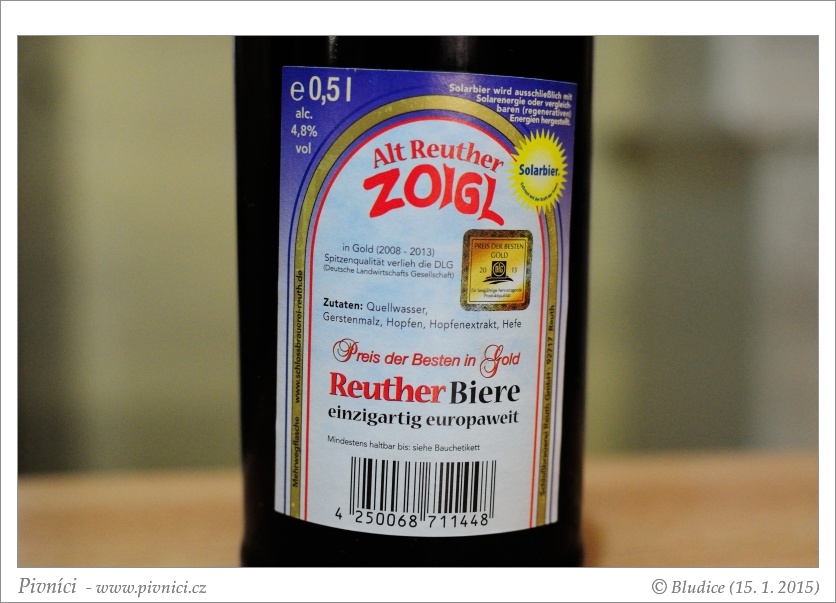 e 0,5 l
alc.
4,8%
vol
Solarbier wird ausschließlich mit
Solarenergie oder vergleich-
baren (regenerativen)
Energien hergestellt.
Solarbier
Alt Reuther
ZOIGL
in Gold (2008 - 2013)
Spitzenqualität verlieh die DLG
(Deutsche Landwirtschafts Gesellschaft)
PREIS DER BESTEN
GOLD
20 13
DLG
Zutaten: Quellwasser,
Gerstenmalz, Hopfen, Hopfenextrakt, Hefe
Preis der Besten in Gold
Reuther Biere
einzigartig europaweit
Mindestens haltbar bis: siehe Bauchetikett
4 250068 711448
Mehrwegflasche www.schlossbrauerei-reuth.de
Schloßbrauerei Reuth GmbH · 92717 Reuth
Pivníci - www.pivnici.cz
© Bludice (15. 1. 2015)